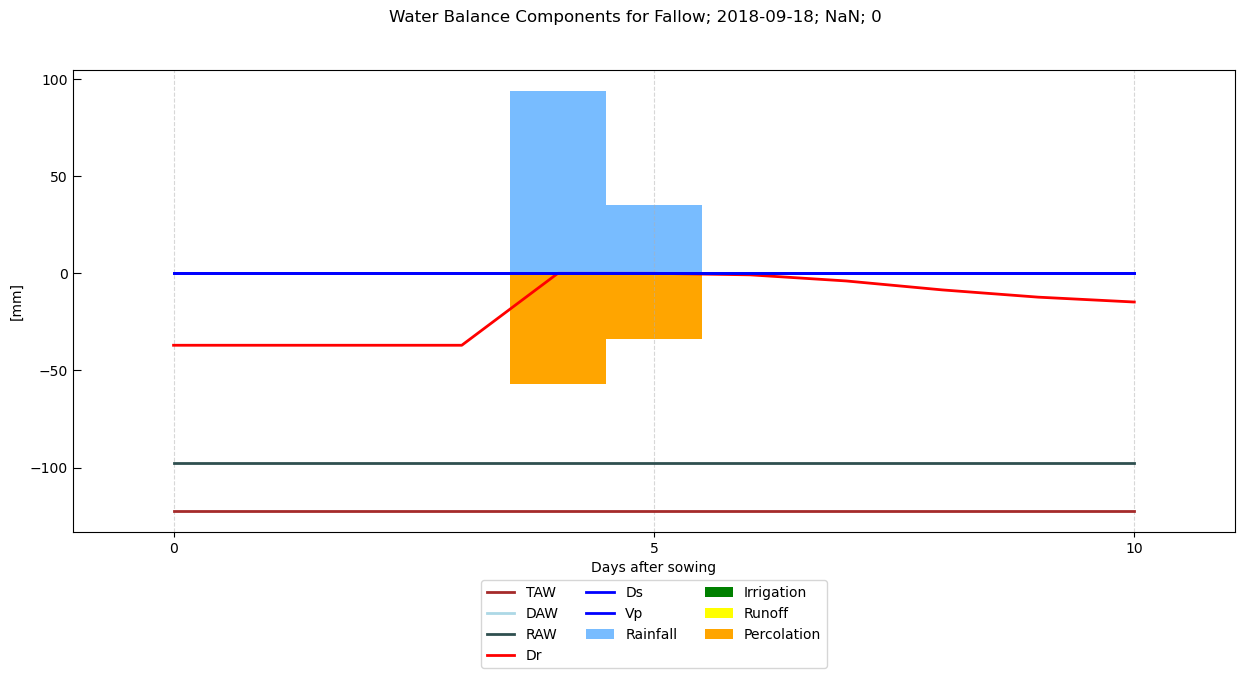 Water Balance Components for Fallow; 2018-09-18; NaN; 0
100
50
0
−50
−100
[mm]
0 5 10
Days after sowing
TAW Ds Irrigation
DAW Vp Runoff
RAW Rainfall Percolation
Dr